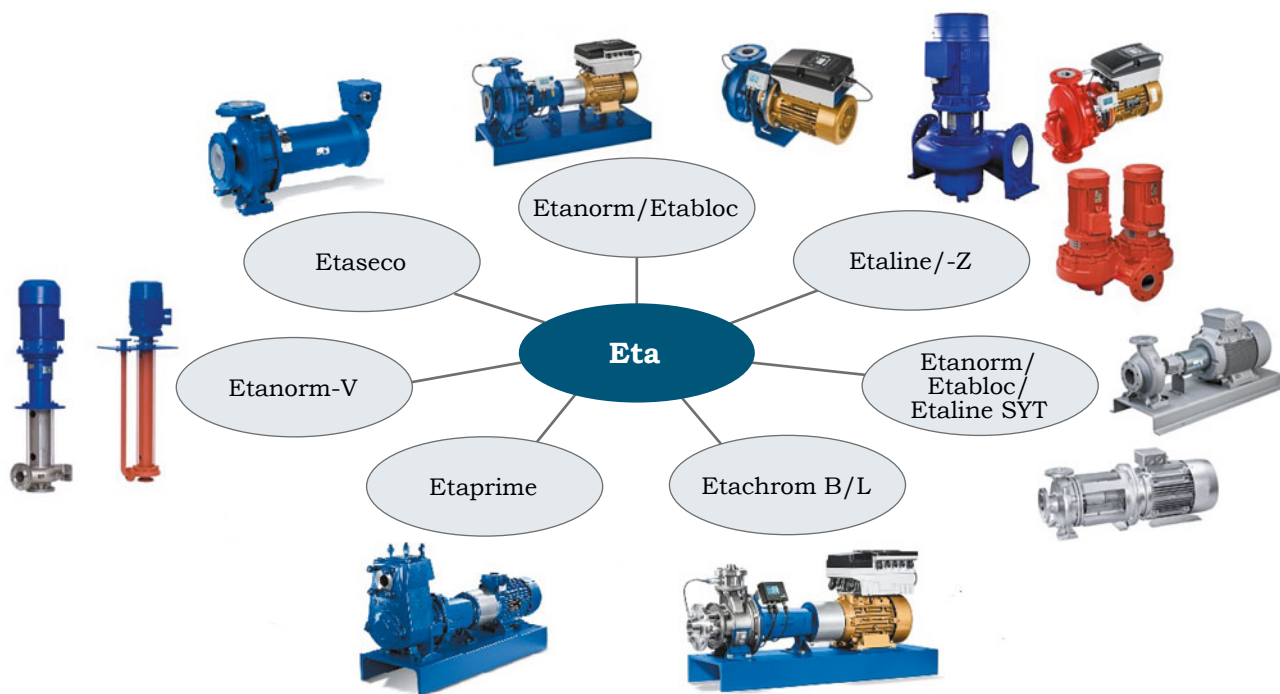 Etanorm/Etabloc
Etaseco
Etaline/-Z
Eta
Etanorm-V
Etanorm/
Etabloc/
Etaline SYT
Etaprime
Etachrom B/L